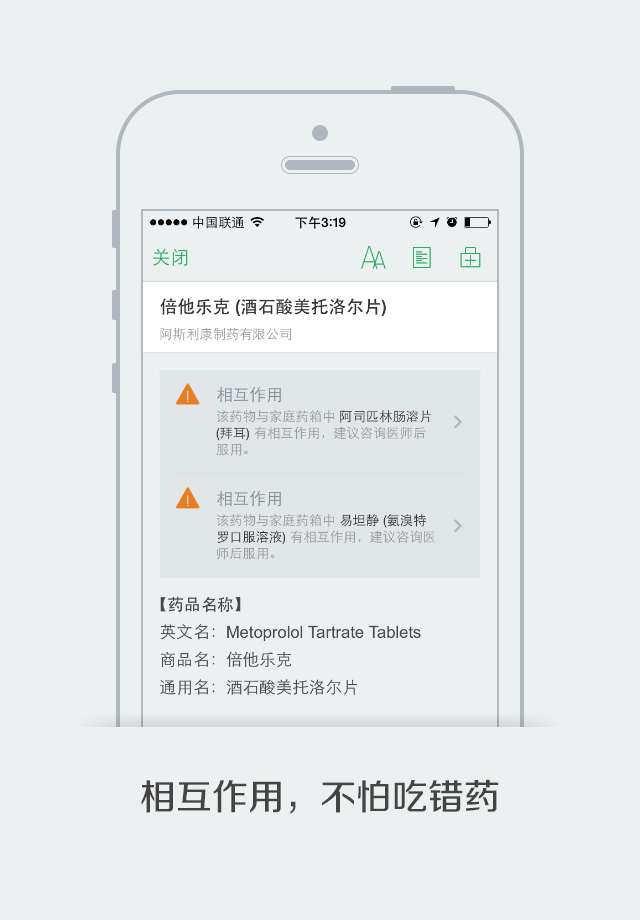 中国联通 下午3:19
关闭 AA
倍他乐克 (酒石酸美托洛尔片)
阿斯利康制药有限公司
相互作用
该药物与家庭药箱中 阿司匹林肠溶片
(拜耳) 有相互作用，建议咨询医师后
服用。
相互作用
该药物与家庭药箱中 易坦静 (氨溴特
罗口服溶液) 有相互作用，建议咨询医
师后服用。
【药品名称】
英文名：Metoprolol Tartrate Tablets
商品名：倍他乐克
通用名：酒石酸美托洛尔片
相互作用，不怕吃错药